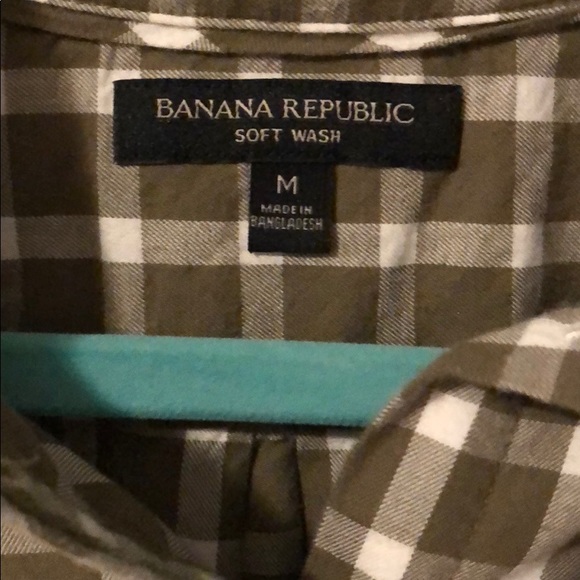 BANANA REPUBLIC
SOFT WASH
M
MADE IN
BANGLADESH